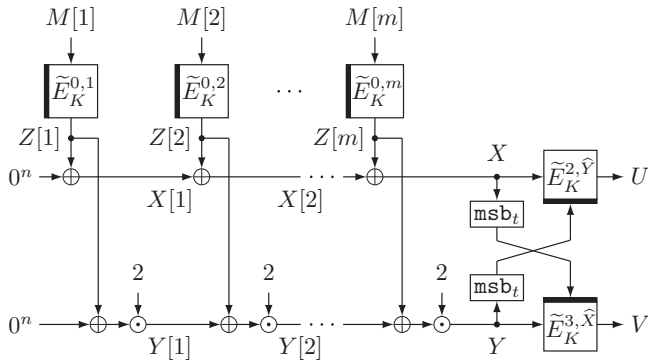 M[1] M[2] M[m]
Ẽ_K^{0,1} Ẽ_K^{0,2} ··· Ẽ_K^{0,m}
Z[1] Z[2] Z[m]
X
0^n X[1] X[2] ··· Ẽ_K^{2,Ŷ} U
msb_t
2 2 2
msb_t
0^n Y[1] Y[2] ··· Y Ẽ_K^{3,X̂} V